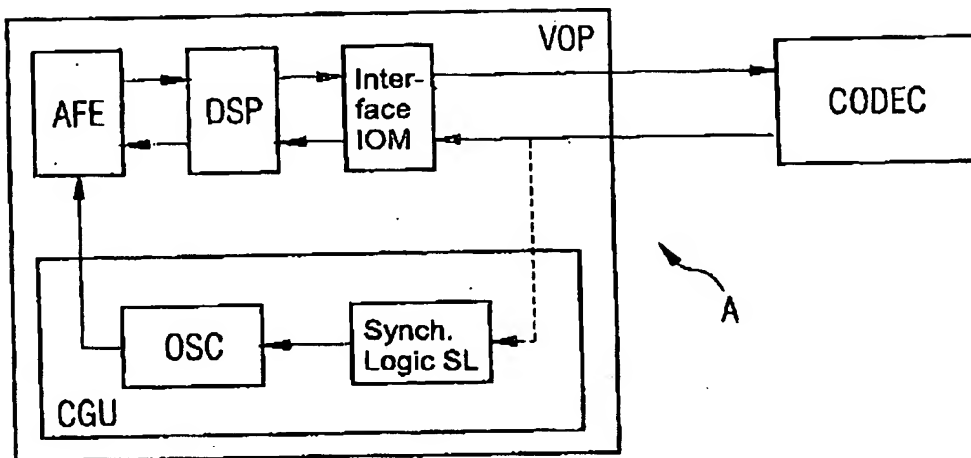 VOP
AFE
DSP
Inter-
face
IOM
CODEC
A
OSC
Synch.
Logic SL
CGU